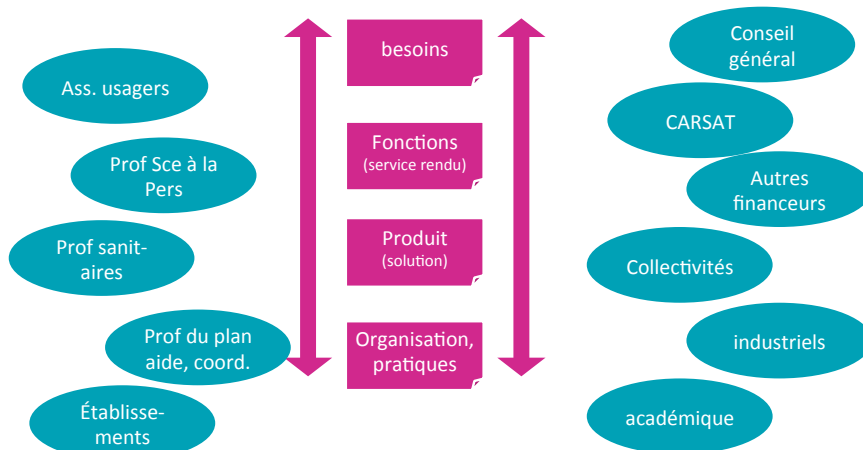 Ass. usagers
Prof Sce à la
Pers
Prof sanit-
aires
Prof du plan
aide, coord.
Établisse-
ments
besoins
Fonctions
(service rendu)
Produit
(solution)
Organisation,
pratiques
Conseil
général
CARSAT
Autres
financeurs
Collectivités
industriels
académique